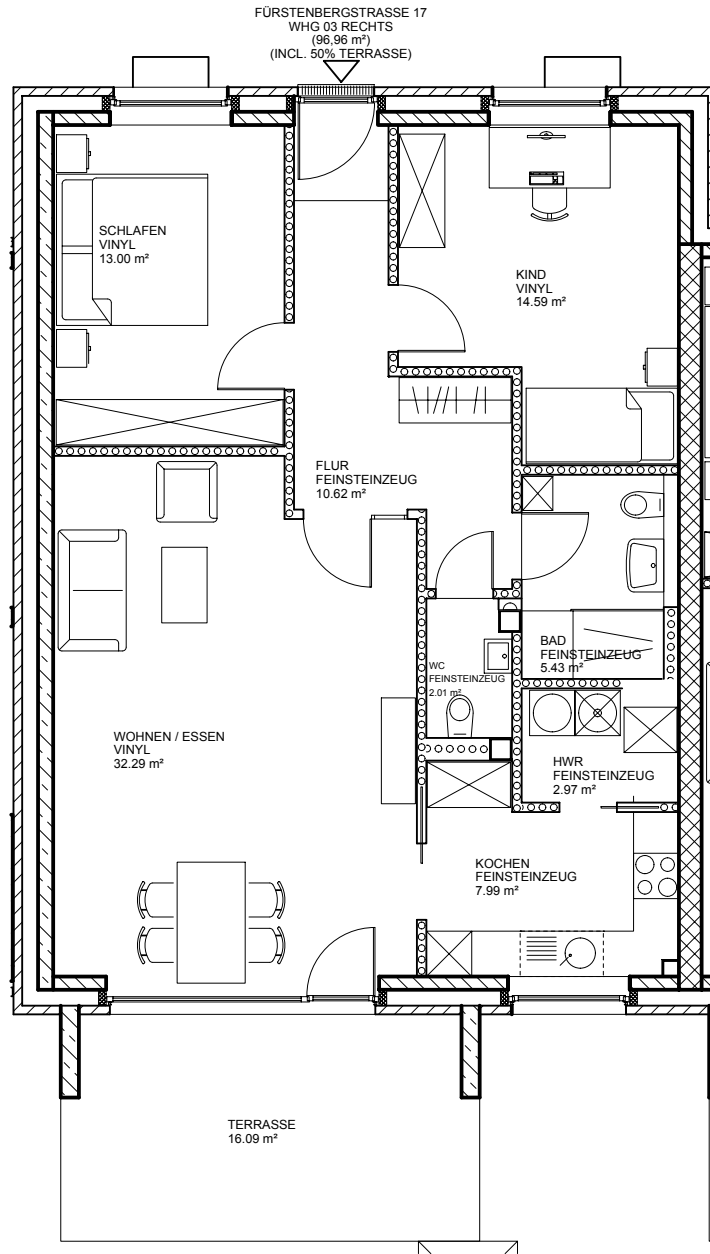 FÜRSTENBERGSTRASSE 17
WHG 03 RECHTS
(96,96 m²)
(INCL. 50% TERRASSE)
SCHLAFEN
VINYL
13.00 m²
KIND
VINYL
14.59 m²
FLUR
FEINSTEINZEUG
10.62 m²
BAD
FEINSTEINZEUG
5.43 m²
WC
FEINSTEINZEUG
2.01 m²
WOHNEN / ESSEN
VINYL
32.29 m²
HWR
FEINSTEINZEUG
2.97 m²
KOCHEN
FEINSTEINZEUG
7.99 m²
TERRASSE
16.09 m²